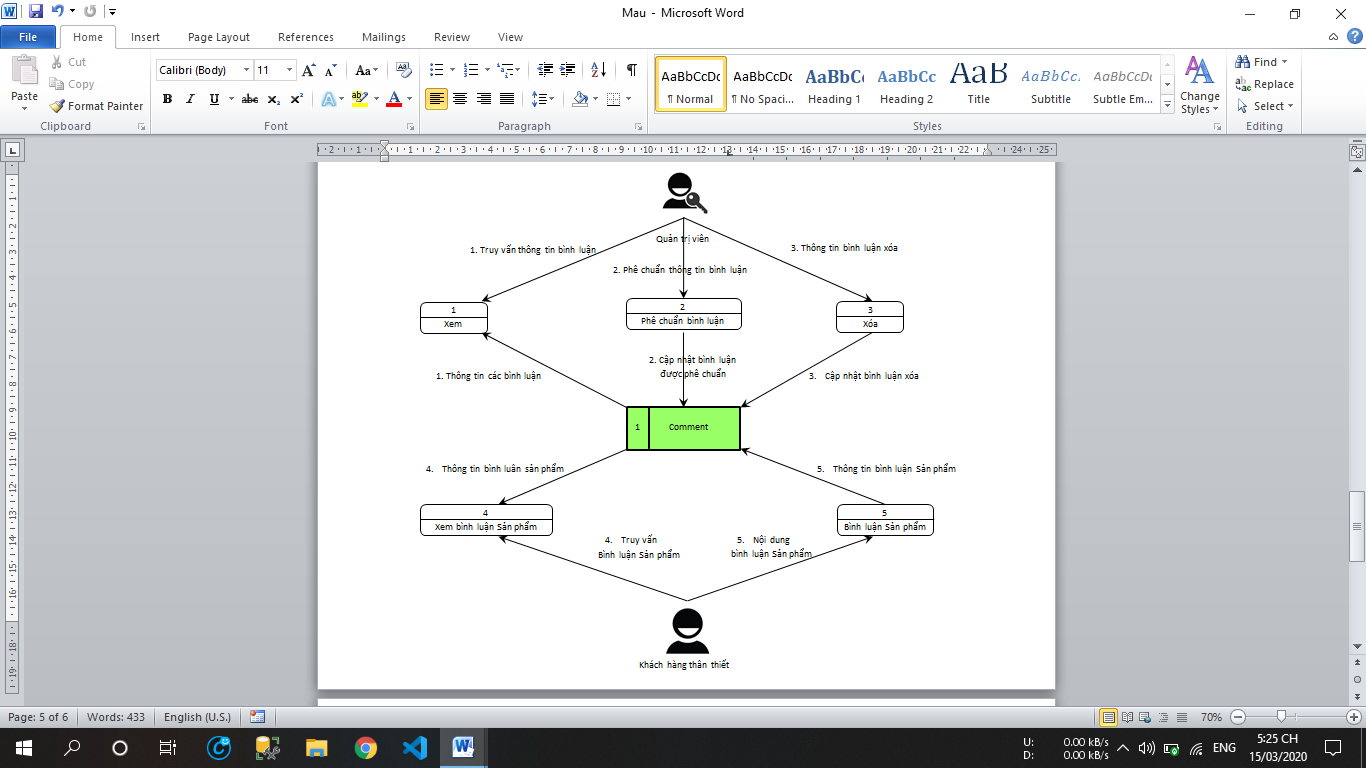 Mau - Microsoft Word
File Home Insert Page Layout References Mailings Review View
Paste
Cut
Copy
Format Painter
Clipboard
Calibri (Body) 11
Font
Paragraph
AaBbCcDc AaBbCcDc AaBbC AaBbCc AaB AaBbCc. AaBbCcDc
¶ Normal ¶ No Spaci... Heading 1 Heading 2 Title Subtitle Subtle Em...
Change Styles
Styles
Find
Replace
Select
Editing
Quản trị viên
1. Truy vấn thông tin bình luận
3. Thông tin bình luận xóa
2. Phê chuẩn thông tin bình luận
1
Xem
2
Phê chuẩn bình luận
3
Xóa
2. Cập nhật bình luận
được phê chuẩn
1. Thông tin các bình luận
3. Cập nhật bình luận xóa
1 Comment
4. Thông tin bình luân sản phẩm
5. Thông tin bình luận Sản phẩm
4
Xem bình luận Sản phẩm
5
Bình luận Sản phẩm
4. Truy vấn
Bình luận Sản phẩm
5. Nội dung
bình luận Sản phẩm
Khách hàng thân thiết
Page: 5 of 6 Words: 433 English (U.S.) 70%
U: 0.00 kB/s
D: 0.00 kB/s
ENG
5:25 CH
15/03/2020